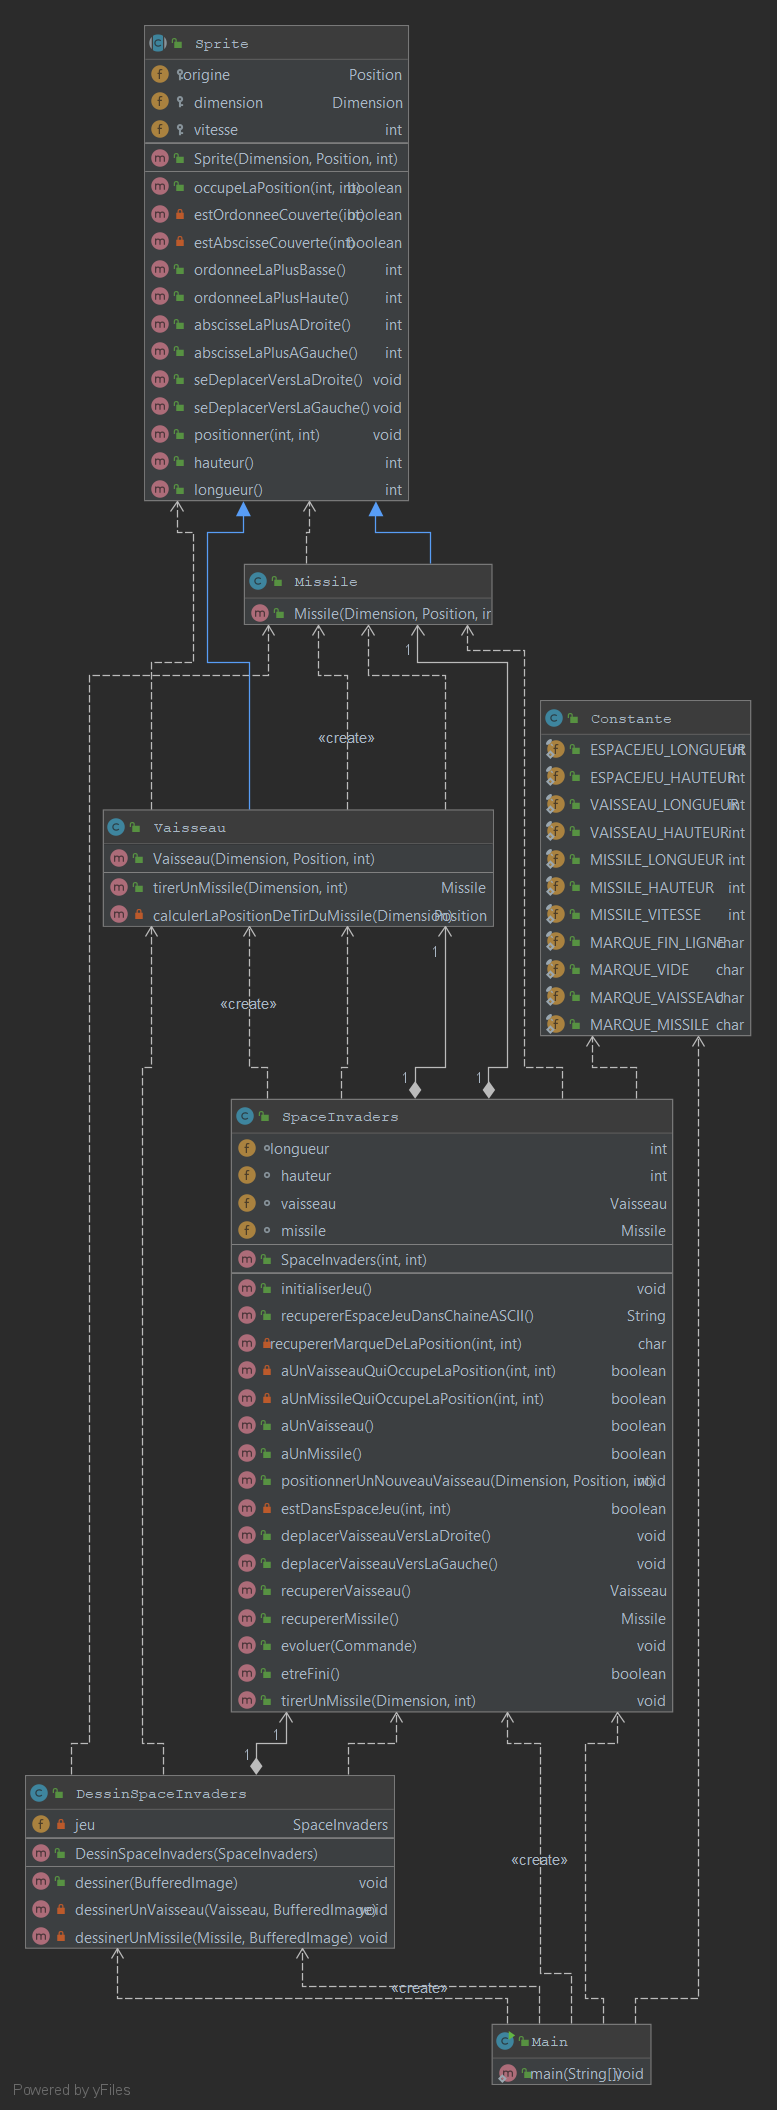 Sprite
origine Position
dimension Dimension
vitesse int
Sprite(Dimension, Position, int)
occupeLaPosition(int, int) boolean
estOrdonneeCouverte(int) boolean
estAbscisseCouverte(int) boolean
ordonneeLaPlusBasse() int
ordonneeLaPlusHaute() int
abscisseLaPlusADroite() int
abscisseLaPlusAGauche() int
seDeplacerVersLaDroite() void
seDeplacerVersLaGauche() void
positionner(int, int) void
hauteur() int
longueur() int
Missile
Missile(Dimension, Position, ir
1
Constante
ESPACEJEU_LONGUEUR int
ESPACEJEU_HAUTEUR int
VAISSEAU_LONGUEUR int
VAISSEAU_HAUTEUR int
MISSILE_LONGUEUR int
MISSILE_HAUTEUR int
MISSILE_VITESSE int
MARQUE_FIN_LIGNE char
MARQUE_VIDE char
MARQUE_VAISSEAU char
MARQUE_MISSILE char
«create»
Vaisseau
Vaisseau(Dimension, Position, int)
tirerUnMissile(Dimension, int) Missile
calculerLaPositionDeTirDuMissile(Dimension) Position
1
«create»
1 1
SpaceInvaders
longueur int
hauteur int
vaisseau Vaisseau
missile Missile
SpaceInvaders(int, int)
initialiserJeu() void
recupererEspaceJeuDansChaineASCII() String
recupererMarqueDeLaPosition(int, int) char
aUnVaisseauQuiOccupeLaPosition(int, int) boolean
aUnMissileQuiOccupeLaPosition(int, int) boolean
aUnVaisseau() boolean
aUnMissile() boolean
positionnerUnNouveauVaisseau(Dimension, Position, int) void
estDansEspaceJeu(int, int) boolean
deplacerVaisseauVersLaDroite() void
deplacerVaisseauVersLaGauche() void
recupererVaisseau() Vaisseau
recupererMissile() Missile
evoluer(Commande) void
etreFini() boolean
tirerUnMissile(Dimension, int) void
1
1
DessinSpaceInvaders
jeu SpaceInvaders
DessinSpaceInvaders(SpaceInvaders)
dessiner(BufferedImage) void
dessinerUnVaisseau(Vaisseau, BufferedImage) void
dessinerUnMissile(Missile, BufferedImage) void
«create»
«create»
Main
main(String[]) void
Powered by yFiles